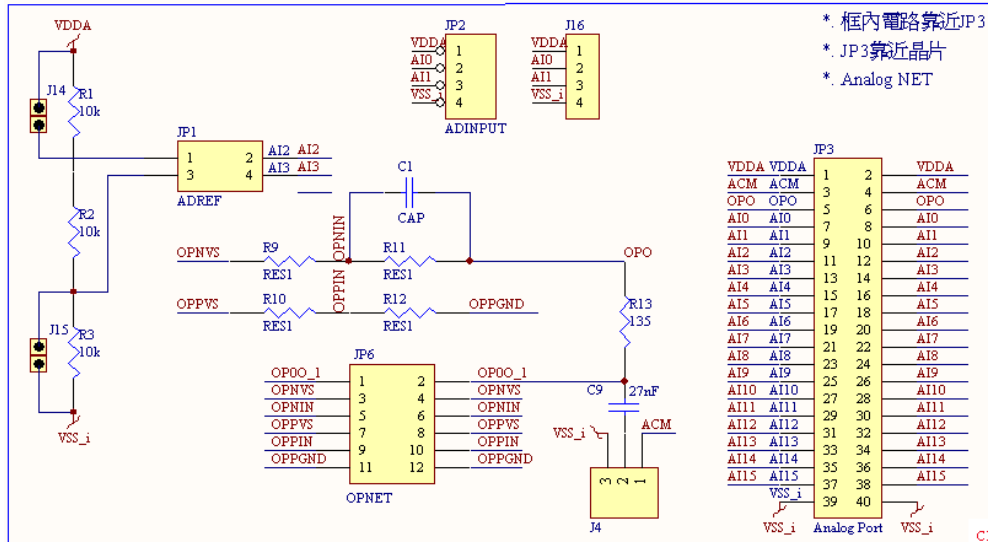 VDDA
J14
R1
10k
JP1
1
2
3
4
AI2
AI2
AI3
AI3
ADREF
R2
10k
J15
R3
10k
VSS_i
JP2
VDDA
1
AI0
2
AI1
3
VSS_i
4
ADINPUT
J16
VDDA
1
AI0
2
AI1
3
VSS_i
4
*. 框內電路靠近JP3
*. JP3靠近晶片
*. Analog NET
C1
CAP
OPNVS
R9
RES1
OPNIN
R11
RES1
OPO
OPPVS
R10
RES1
OPPIN
R12
RES1
OPPGND
R13
135
JP6
OP0O_1 1 2 OP0O_1
OPNVS 3 4 OPNVS
OPNIN 5 6 OPNIN
OPPVS 7 8 OPPVS
OPPIN 9 10 OPPIN
OPPGND 11 12 OPPGND
OPNET
C9
27nF
VSS_i
ACM
3 2 1
J4
JP3
VDDA VDDA 1 2 VDDA
ACM ACM 3 4 ACM
OPO OPO 5 6 OPO
AI0 AI0 7 8 AI0
AI1 AI1 9 10 AI1
AI2 AI2 11 12 AI2
AI3 AI3 13 14 AI3
AI4 AI4 15 16 AI4
AI5 AI5 17 18 AI5
AI6 AI6 19 20 AI6
AI7 AI7 21 22 AI7
AI8 AI8 23 24 AI8
AI9 AI9 25 26 AI9
AI10 AI10 27 28 AI10
AI11 AI11 29 30 AI11
AI12 AI12 31 32 AI12
AI13 AI13 33 34 AI13
AI14 AI14 35 36 AI14
AI15 AI15 37 38 AI15
VSS_i 39 40
VSS_i
Analog Port
VSS_i